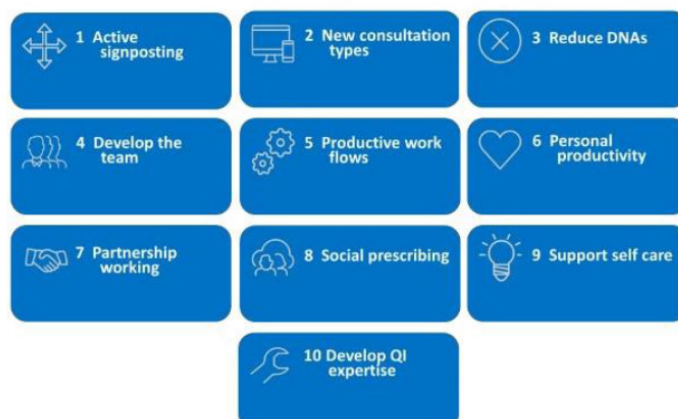 1 Active
signposting
2 New consultation
types
3 Reduce DNAs
4 Develop the
team
5 Productive work
flows
6 Personal
productivity
7 Partnership
working
8 Social prescribing
9 Support self care
10 Develop QI
expertise